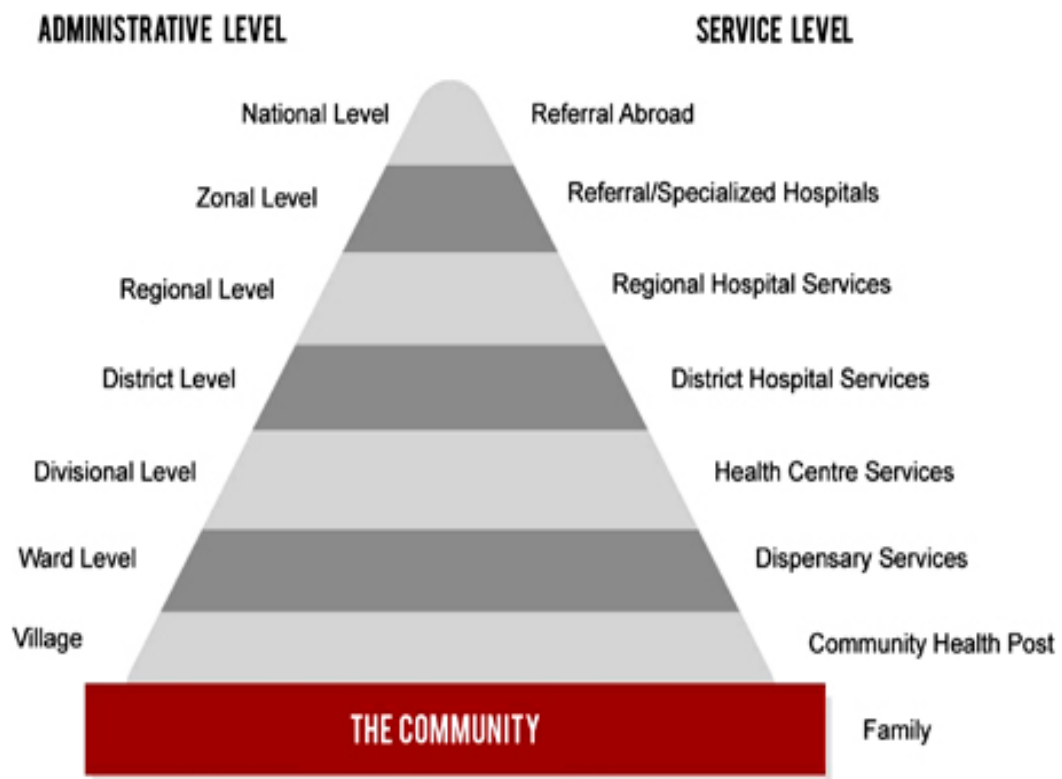 ADMINISTRATIVE LEVEL
SERVICE LEVEL
National Level
Referral Abroad
Zonal Level
Referral/Specialized Hospitals
Regional Level
Regional Hospital Services
District Level
District Hospital Services
Divisional Level
Health Centre Services
Ward Level
Dispensary Services
Village
Community Health Post
THE COMMUNITY
Family